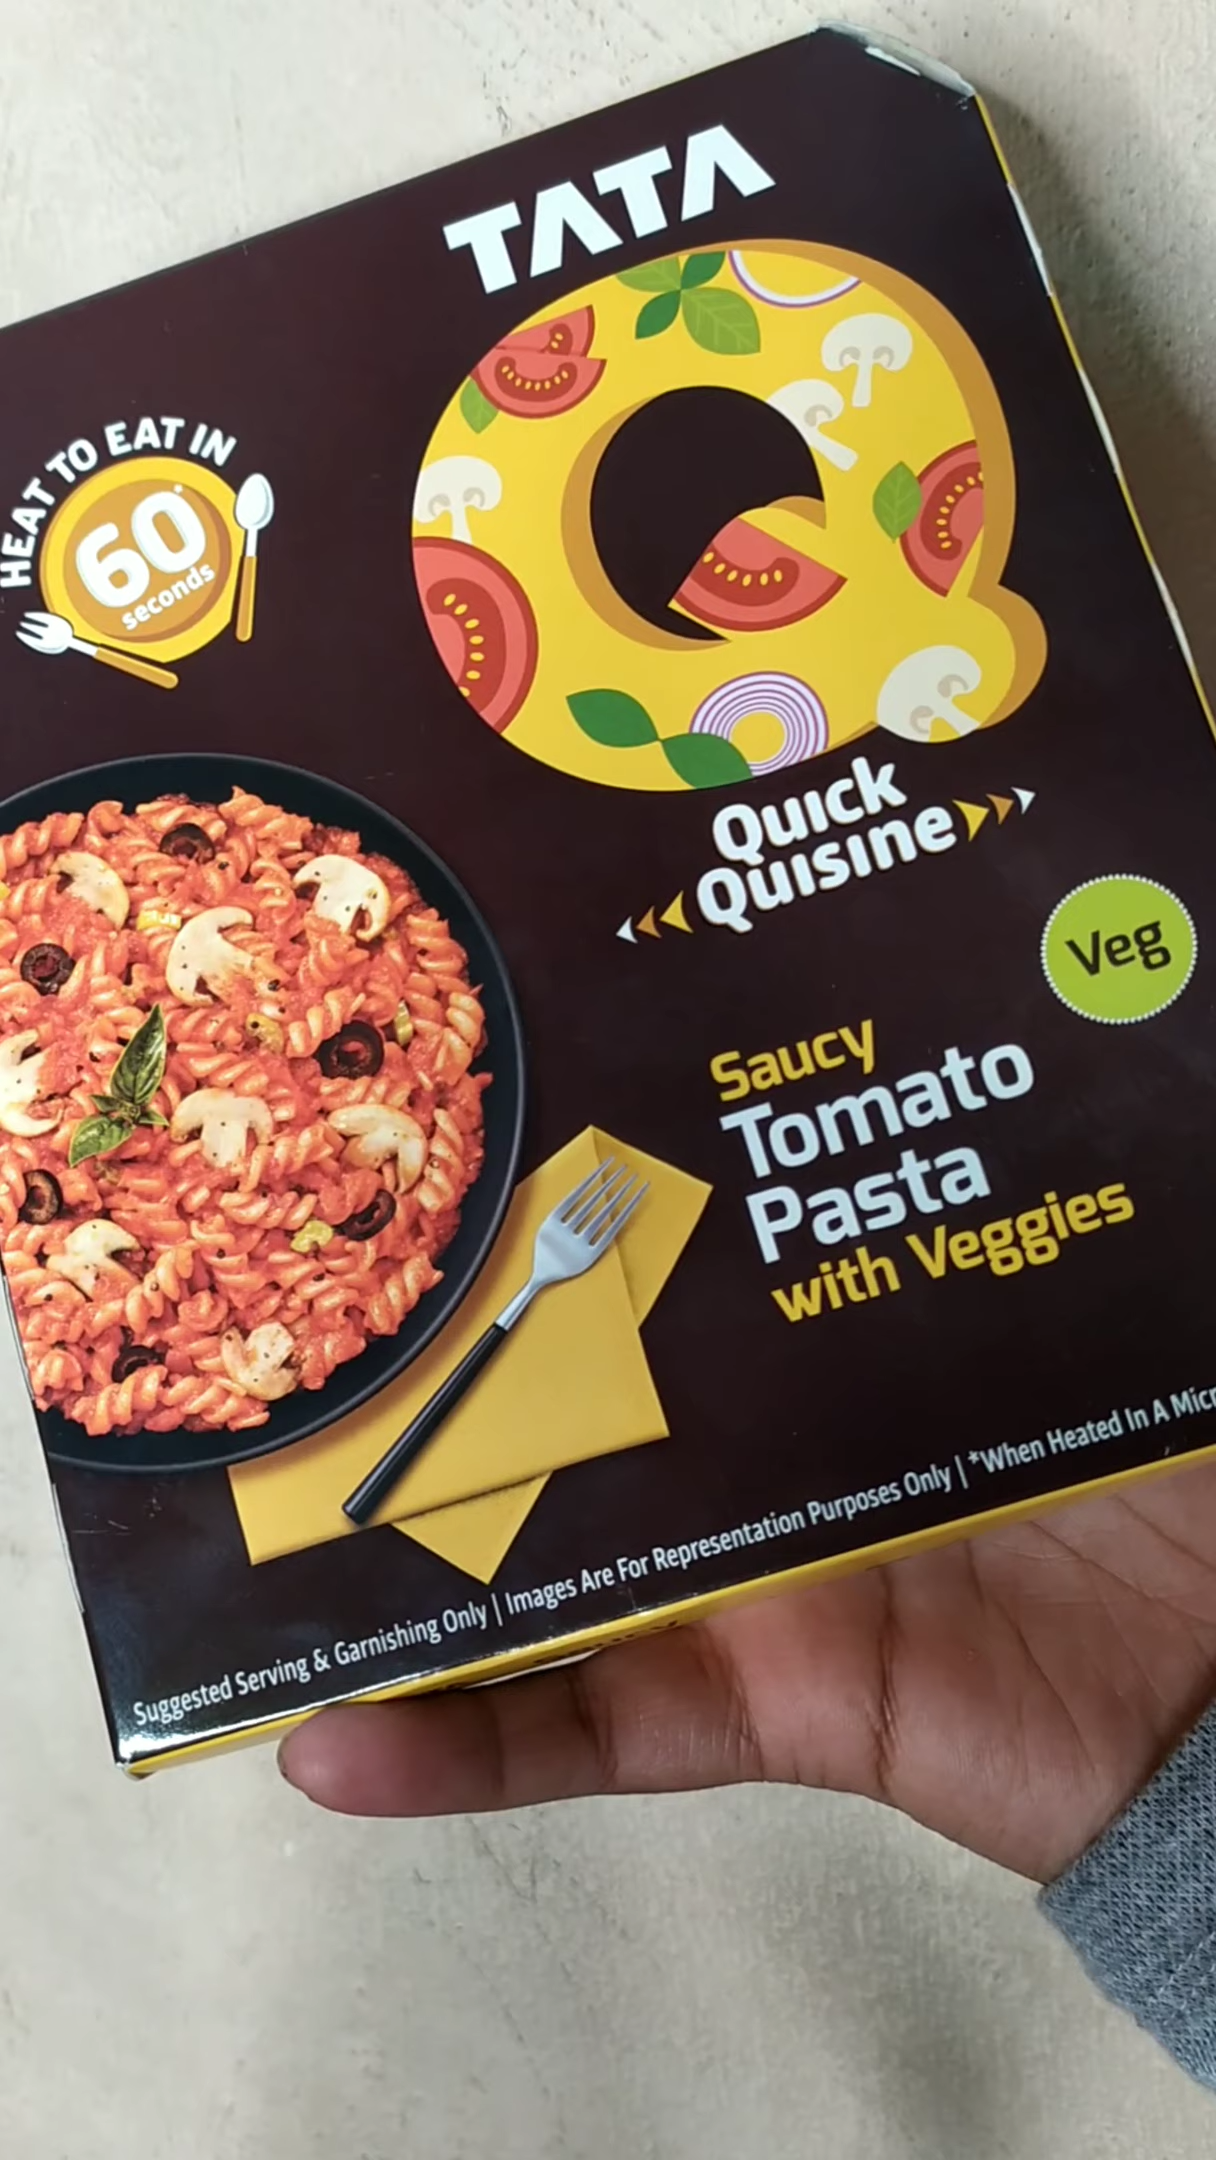 TATA
HEAT TO EAT IN
60*
seconds
Quick
Quisine
Veg
Saucy
Tomato
Pasta
with Veggies
Suggested Serving & Garnishing Only | Images Are For Representation Purposes Only | *When Heated In A